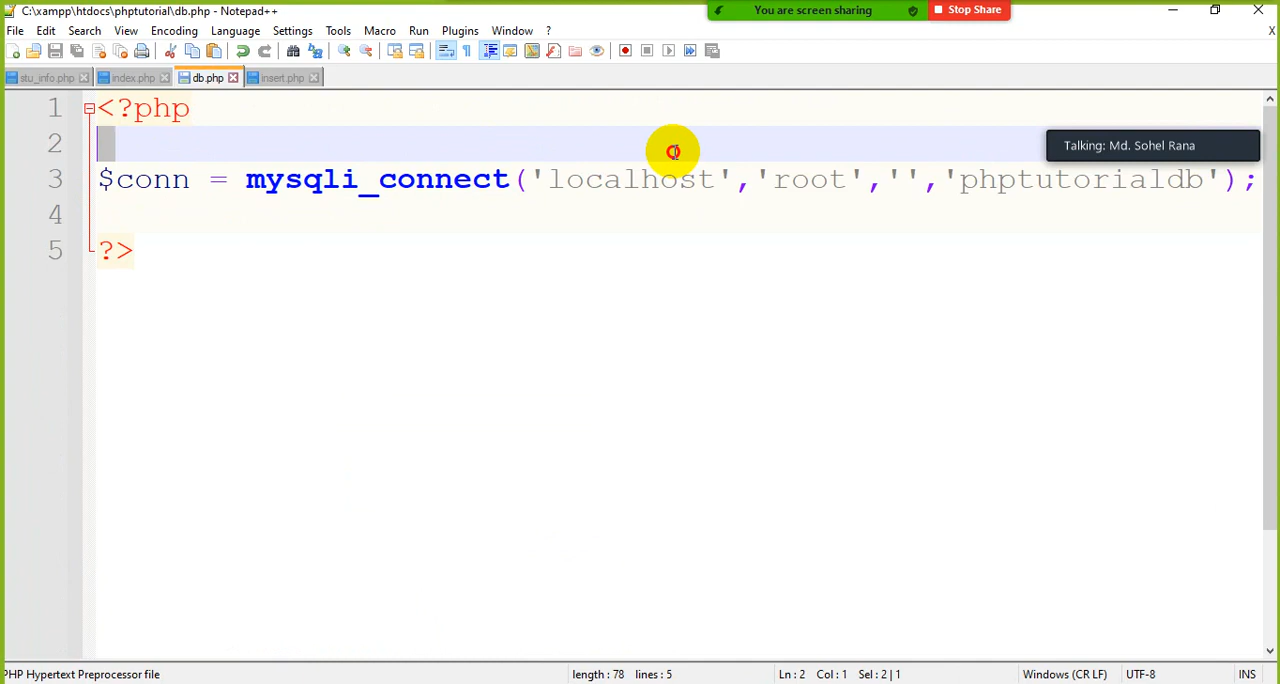 C:\xampp\htdocs\phptutorial\db.php - Notepad++
You are screen sharing
Stop Share
File Edit Search View Encoding Language Settings Tools Macro Run Plugins Window ?
X
stu_info.php index.php db.php insert.php
1 <?php
2
Talking: Md. Sohel Rana
3 $conn = mysqli_connect('localhost','root','','phptutorialdb');
4
5 ?>
PHP Hypertext Preprocessor file length : 78 lines : 5 Ln : 2 Col : 1 Sel : 2 | 1 Windows (CR LF) UTF-8 INS